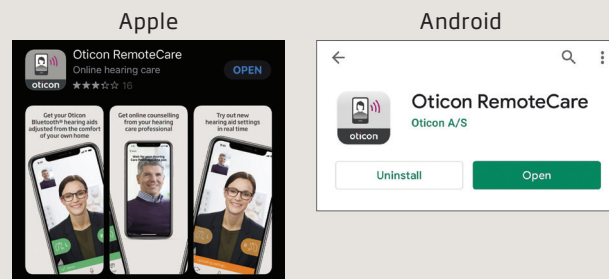 Apple
Oticon RemoteCare
Online hearing care
oticon
16
OPEN
Get your Oticon
Bluetooth® hearing aids
adjusted from the comfort
of your own home
Get online counselling
from your hearing
care professional
Try out new
hearing aid settings
in real time
Android
Oticon RemoteCare
Oticon A/S
oticon
Uninstall
Open